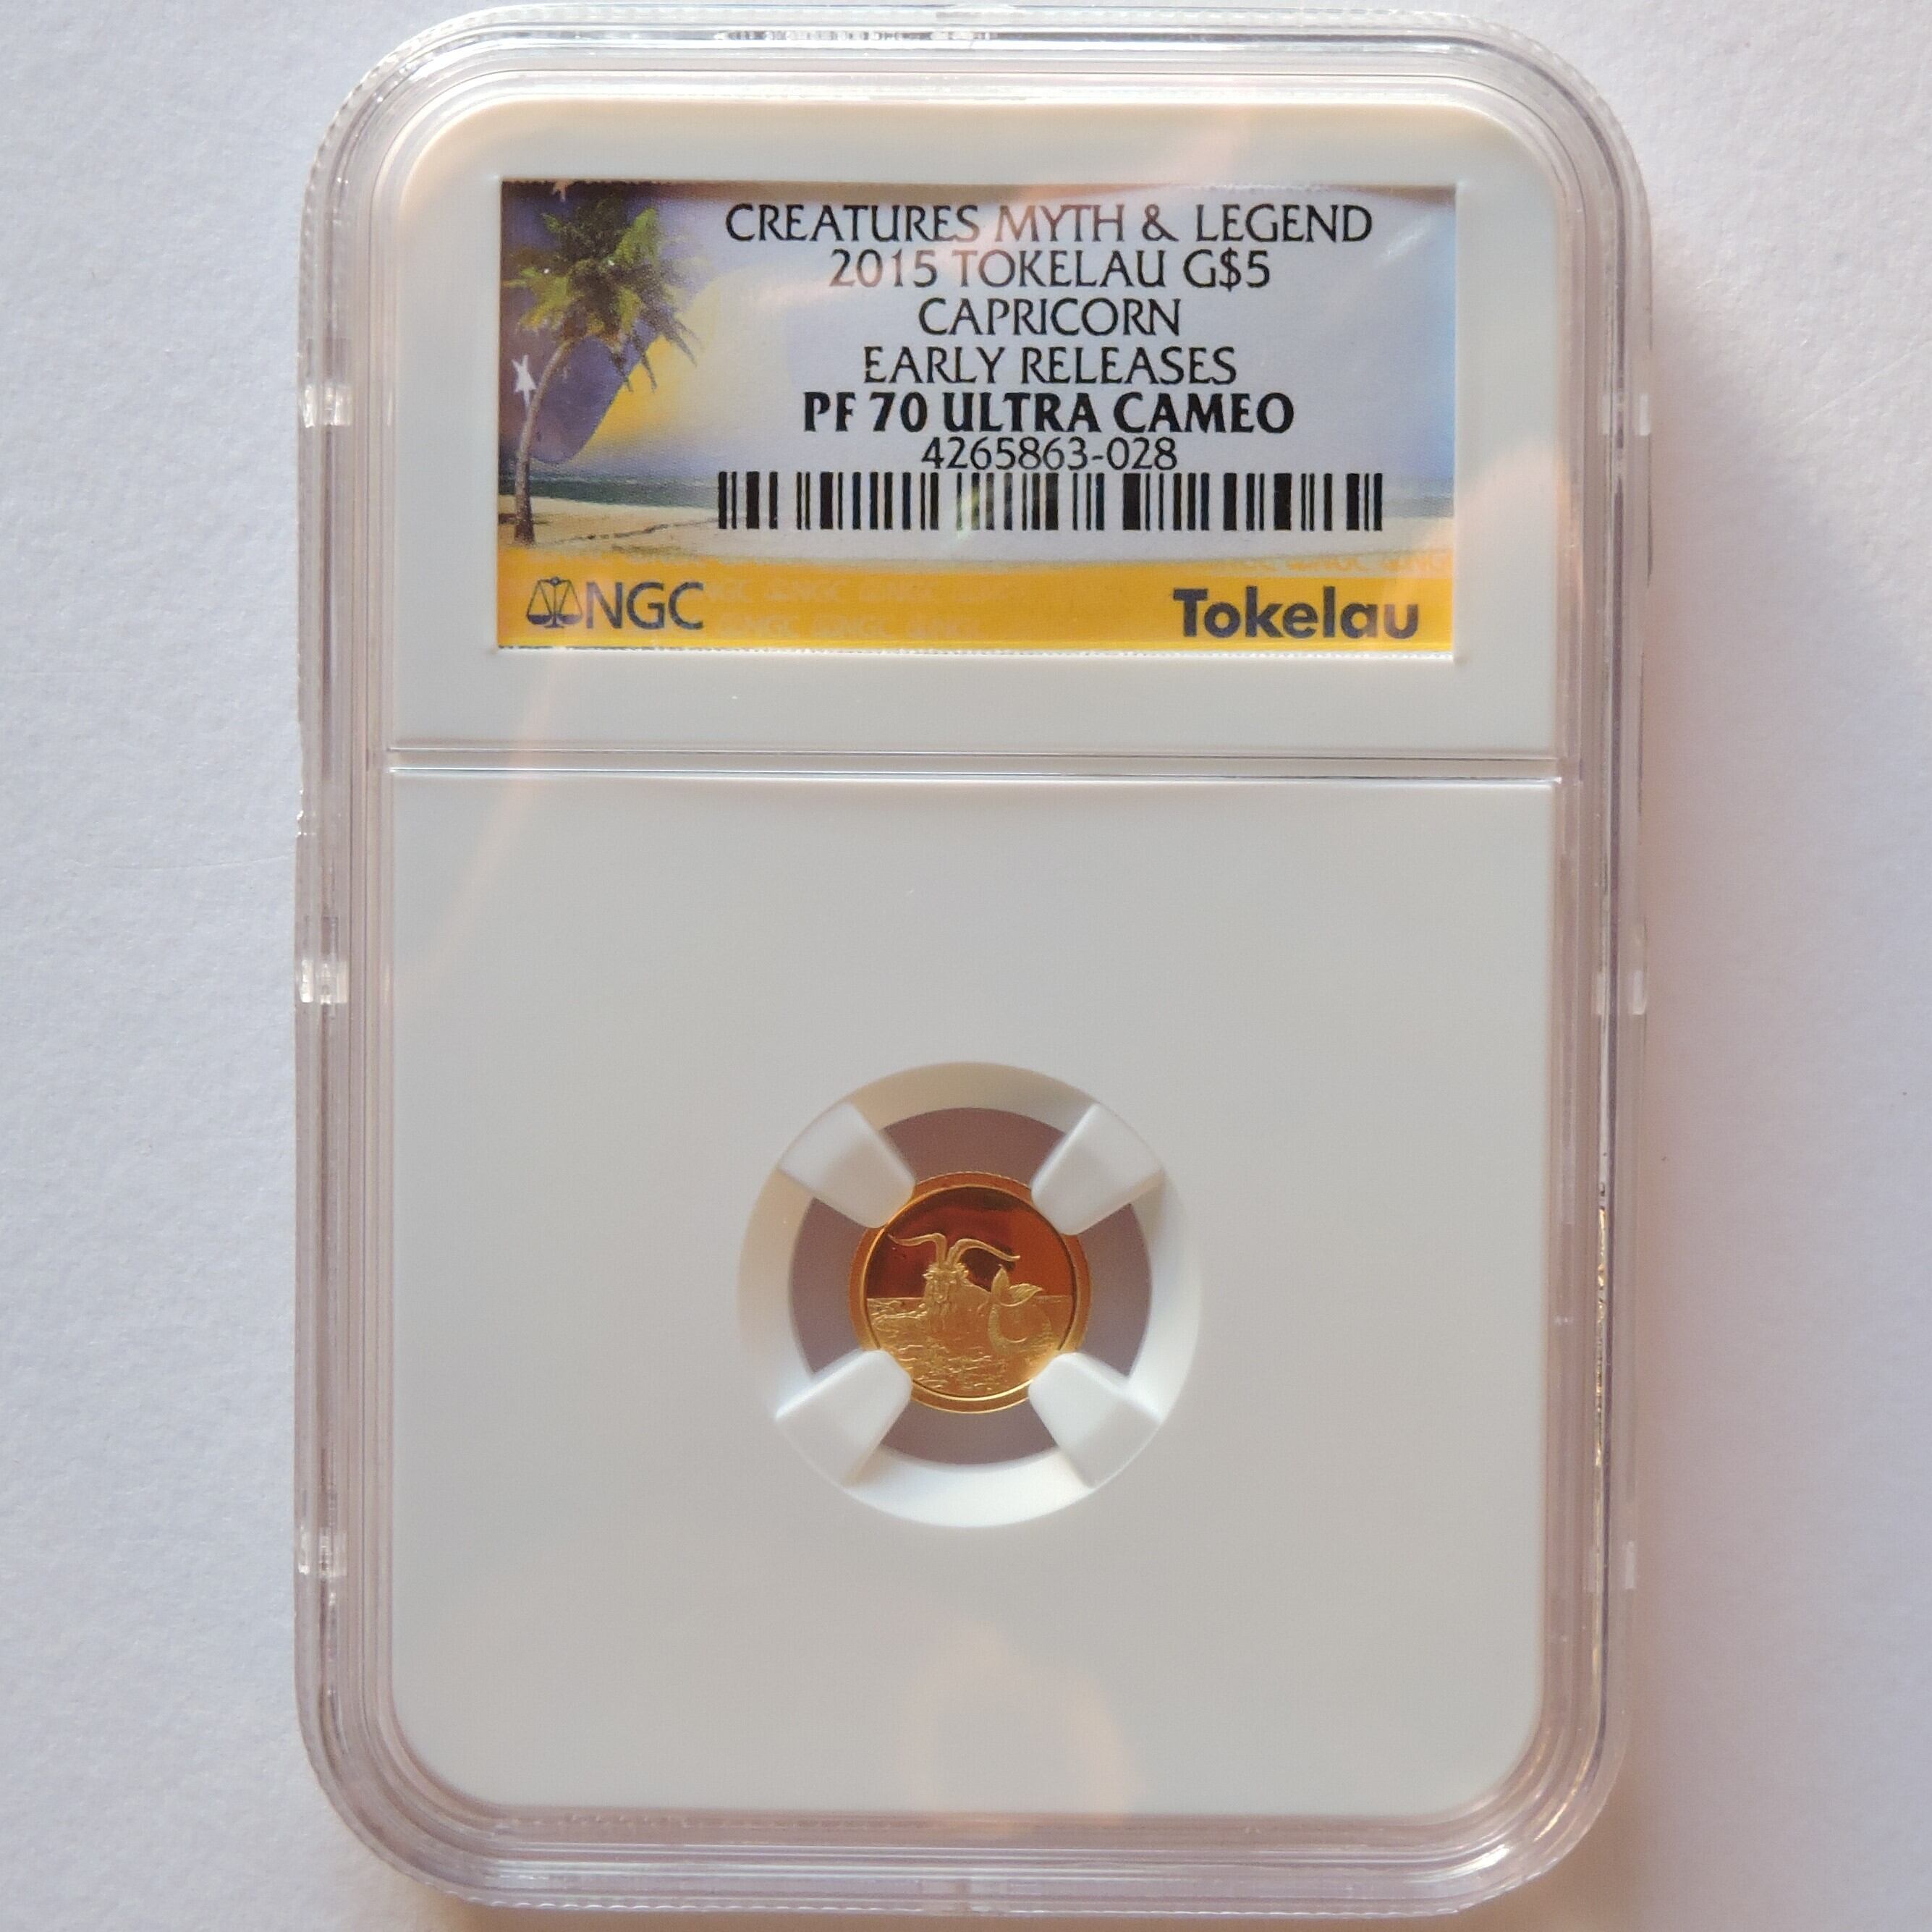 CREATURES MYTH & LEGEND
2015 TOKELAU G$5
CAPRICORN
EARLY RELEASES
PF 70 ULTRA CAMEO
4265863-028
NGC
Tokelau